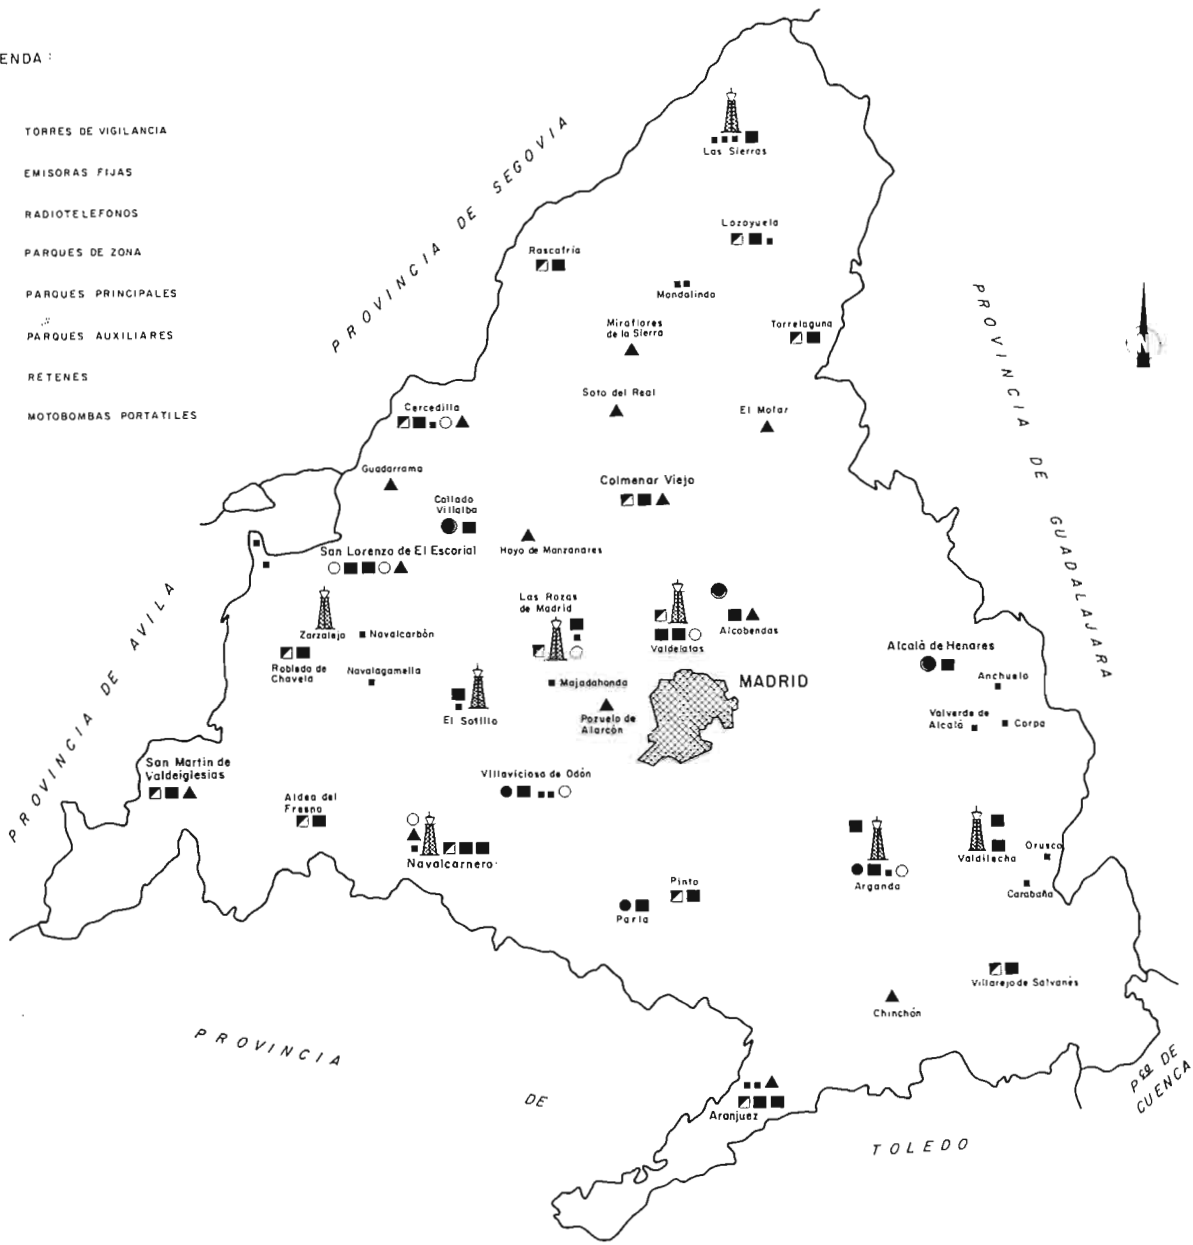 ENDA :
TORRES DE VIGILANCIA
EMISORAS FIJAS
RADIOTELEFONOS
PARQUES DE ZONA
PARQUES PRINCIPALES
PARQUES AUXILIARES
RETENES
MOTOBOMBAS PORTATILES
PROVINCIA DE SEGOVIA
Las Sierras
Lozoyuela
Rascafría
Mondalindo
Miraflores
de la Sierra
Torrelaguna
PROVINCIA DE GUADALAJARA
N
Soto del Real
El Molar
Cercedilla
Guadarrama
Colmenar Viejo
Collado
Villalba
Hoyo de Manzanares
San Lorenzo de El Escorial
PROVINCIA DE AVILA
Zarzalejo
Navalcarbón
Las Rozas
de Madrid
Valdelatas
Alcobendas
Alcalá de Henares
Robledo de
Chavela
Navalagamella
Anchuelo
Majadahonda
MADRID
El Sotillo
Pozuelo de
Alarcón
Valverde de
Alcalá
Corpa
San Martin de
Valdeiglesias
Villaviciosa de Odón
Aldea del
Fresno
Navalcarnero
Arganda
Valdilecha
Orusco
Carabaña
Pinto
Parla
Villarejo de Salvanés
Chinchón
PROVINCIA
DE
TOLEDO
Aranjuez
Pᶜᵃ DE
CUENCA